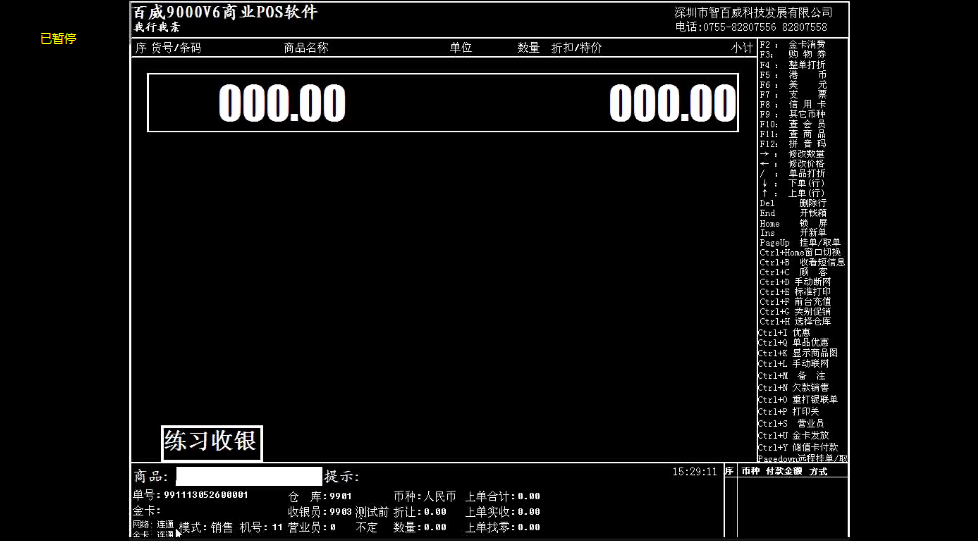 百威9000V6商业POS软件
我行我素
深圳市智百威科技发展有限公司
电话:0755-82807556 82807558
已暂停
序 货号/条码 商品名称 单位 数量 折扣/特价 小计
000.00 000.00
F2 : 金卡消费
F3: 购 物 券
F4 : 整单打折
F5 : 港 币
F6 : 美 元
F7 : 支 票
F8 : 信 用 卡
F9 : 其它币种
F10: 查 会 员
F11: 查 商 品
F12: 拼 音 码
→ : 修改数量
← : 修改价格
/ : 单品打折
↓ : 下单(行)
↑ : 上单(行)
Del 删除行
End 开钱箱
Home 锁 屏
Ins 开新单
PageUp 挂单/取单
Ctrl+Home窗口切换
Ctrl+B 收看短信息
Ctrl+C 顾 客
Ctrl+D 手动断网
Ctrl+E 标准打印
Ctrl+F 前台充值
Ctrl+G 类别促销
Ctrl+H 选择仓库
Ctrl+I 优惠
Ctrl+Q 单品优惠
Ctrl+K 显示商品图
Ctrl+L 手动联网
Ctrl+M 备 注
Ctrl+N 欠款销售
Ctrl+O 重打键联单
Ctrl+P 打印关
Ctrl+S 营业员
Ctrl+U 金卡发放
Ctrl+Y 储值卡付款
Pagedown远程挂单/取
练习收银
商品: 提示: 15:29:11
序 币种 付款金额 方式
单号:991113052600001 仓 库:9901 币种:人民币 上单合计:0.00
金卡: 收银员:9903 测试前 折让:0.00 上单实收:0.00
网络: 连通 模式: 销售 机号: 11 营业员:0 不定 数量:0.00 上单找零:0.00
金卡: 连通